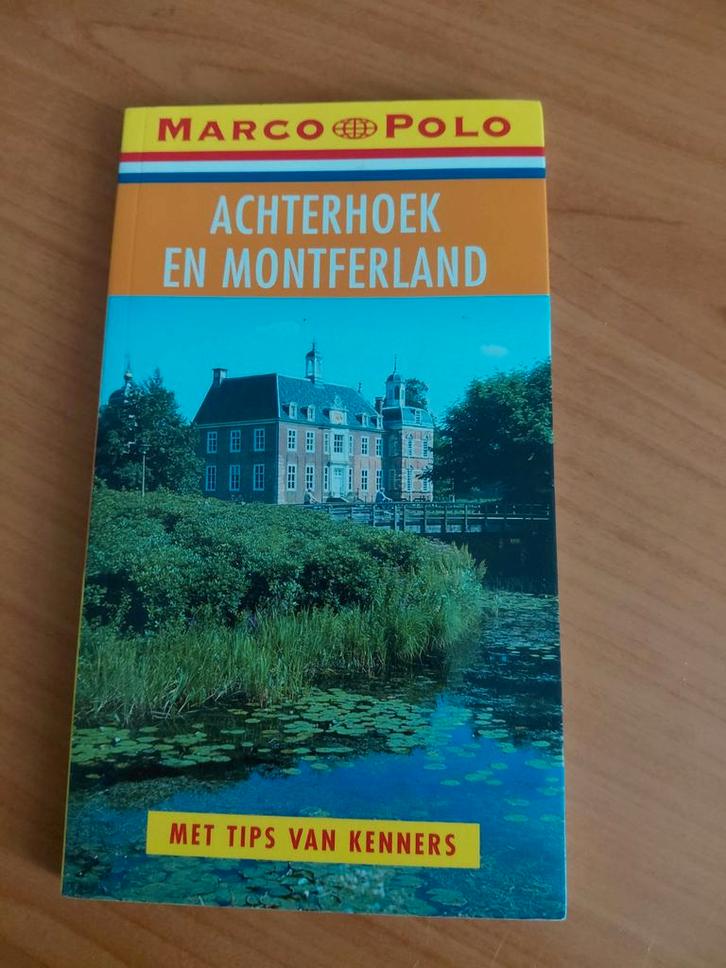 MARCO POLO
ACHTERHOEK
EN MONTFERLAND
MET TIPS VAN KENNERS